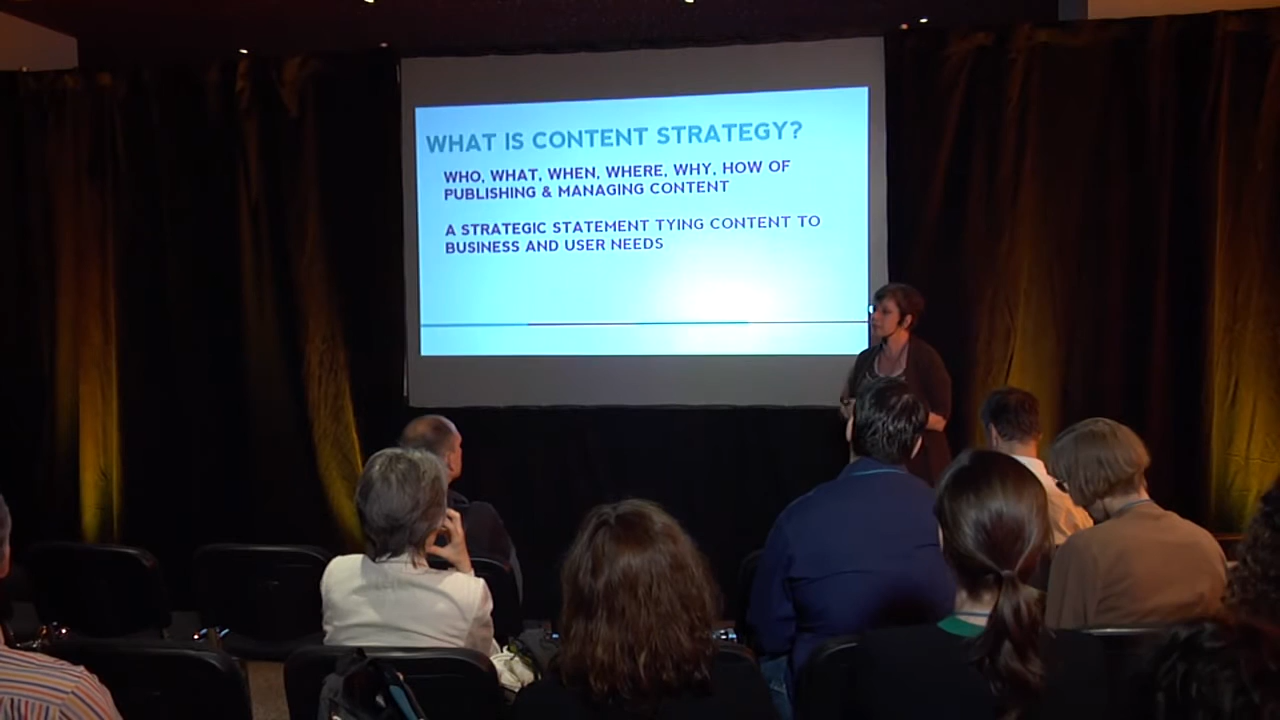 WHAT IS CONTENT STRATEGY?
WHO, WHAT, WHEN, WHERE, WHY, HOW OF
PUBLISHING & MANAGING CONTENT
A STRATEGIC STATEMENT TYING CONTENT TO
BUSINESS AND USER NEEDS